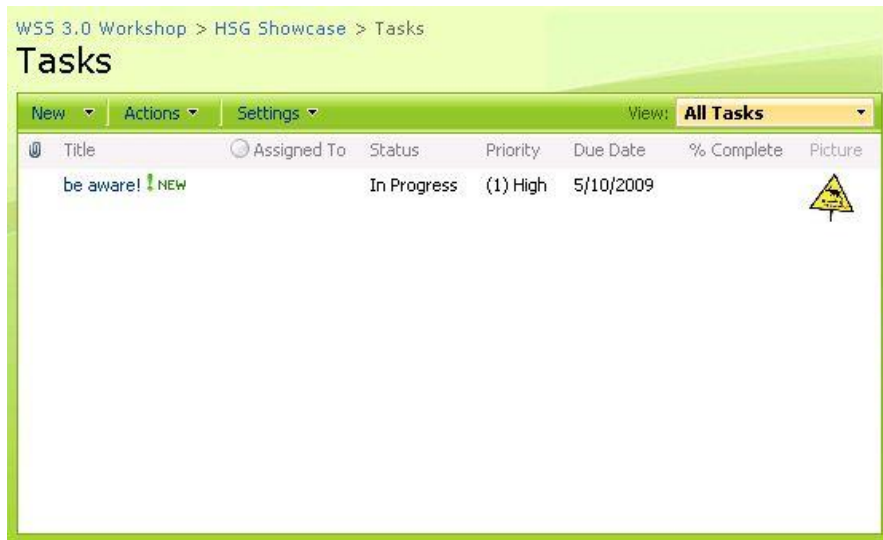 WSS 3.0 Workshop > HSG Showcase > Tasks
Tasks
New Actions Settings View: All Tasks
Title Assigned To Status Priority Due Date % Complete Picture
be aware! ! NEW In Progress (1) High 5/10/2009